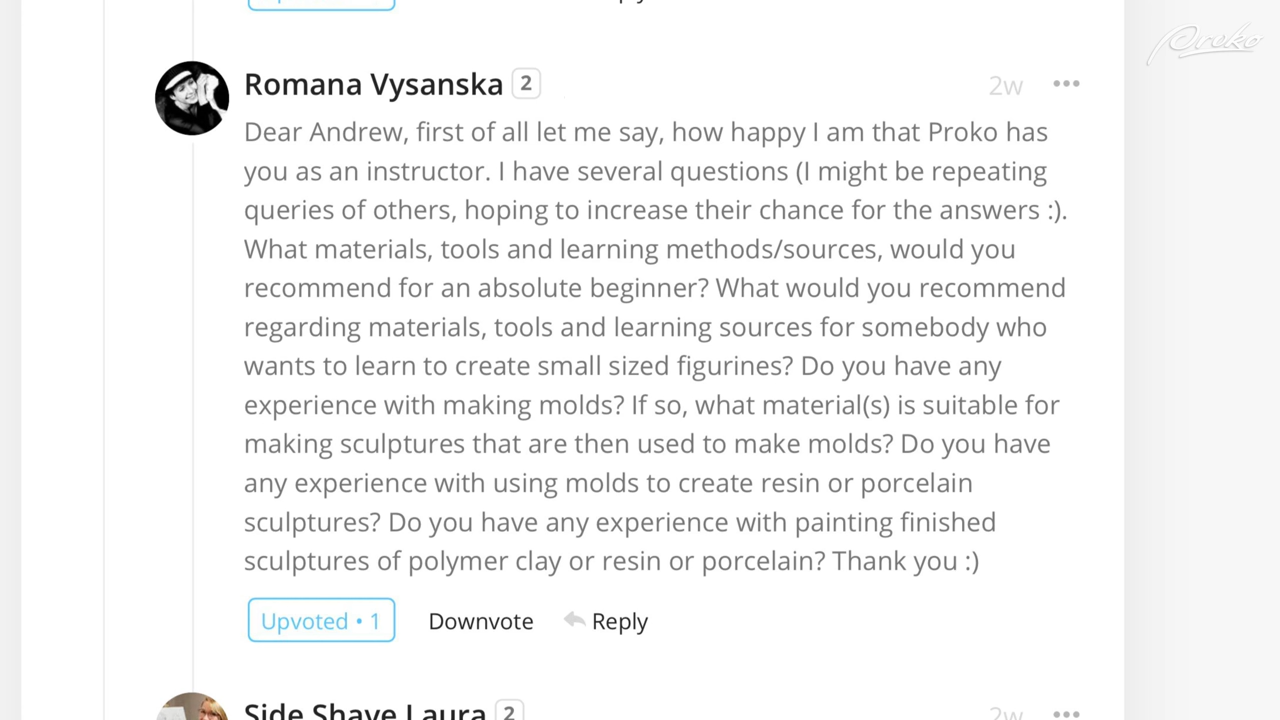 Proko
Romana Vysanska 2
2w •••
Dear Andrew, first of all let me say, how happy I am that Proko has
you as an instructor. I have several questions (I might be repeating
queries of others, hoping to increase their chance for the answers :).
What materials, tools and learning methods/sources, would you
recommend for an absolute beginner? What would you recommend
regarding materials, tools and learning sources for somebody who
wants to learn to create small sized figurines? Do you have any
experience with making molds? If so, what material(s) is suitable for
making sculptures that are then used to make molds? Do you have
any experience with using molds to create resin or porcelain
sculptures? Do you have any experience with painting finished
sculptures of polymer clay or resin or porcelain? Thank you :)
Upvoted • 1 Downvote Reply
Side Shave Laura 2
2w •••